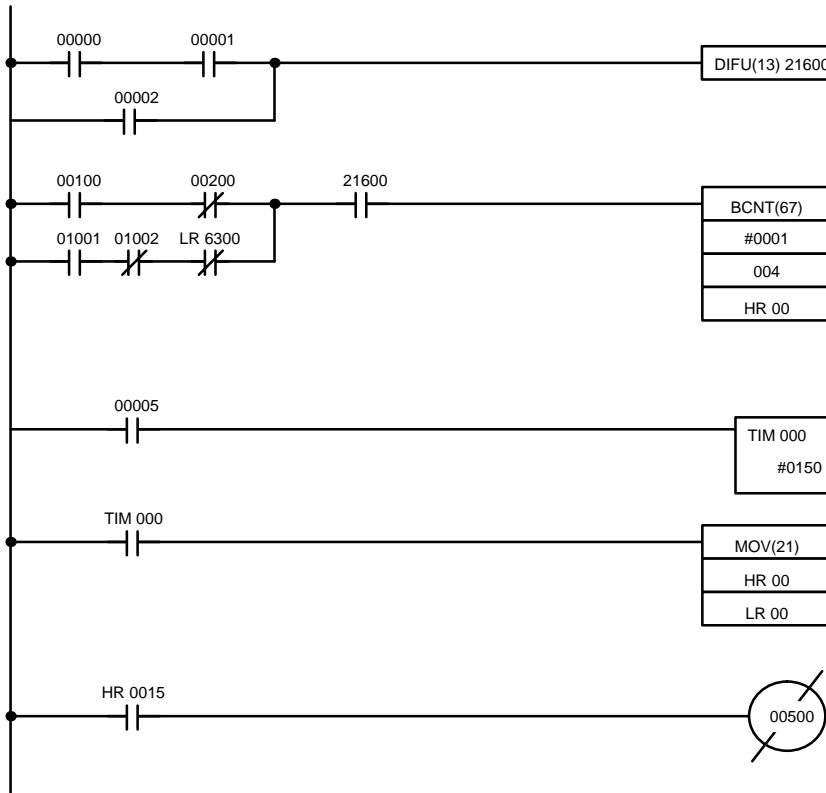 00000 00001
DIFU(13) 21600
00002
00100 00200 21600
BCNT(67)
01001 01002 LR 6300
#0001
004
HR 00
00005
TIM 000
#0150
TIM 000
MOV(21)
HR 00
LR 00
HR 0015
00500